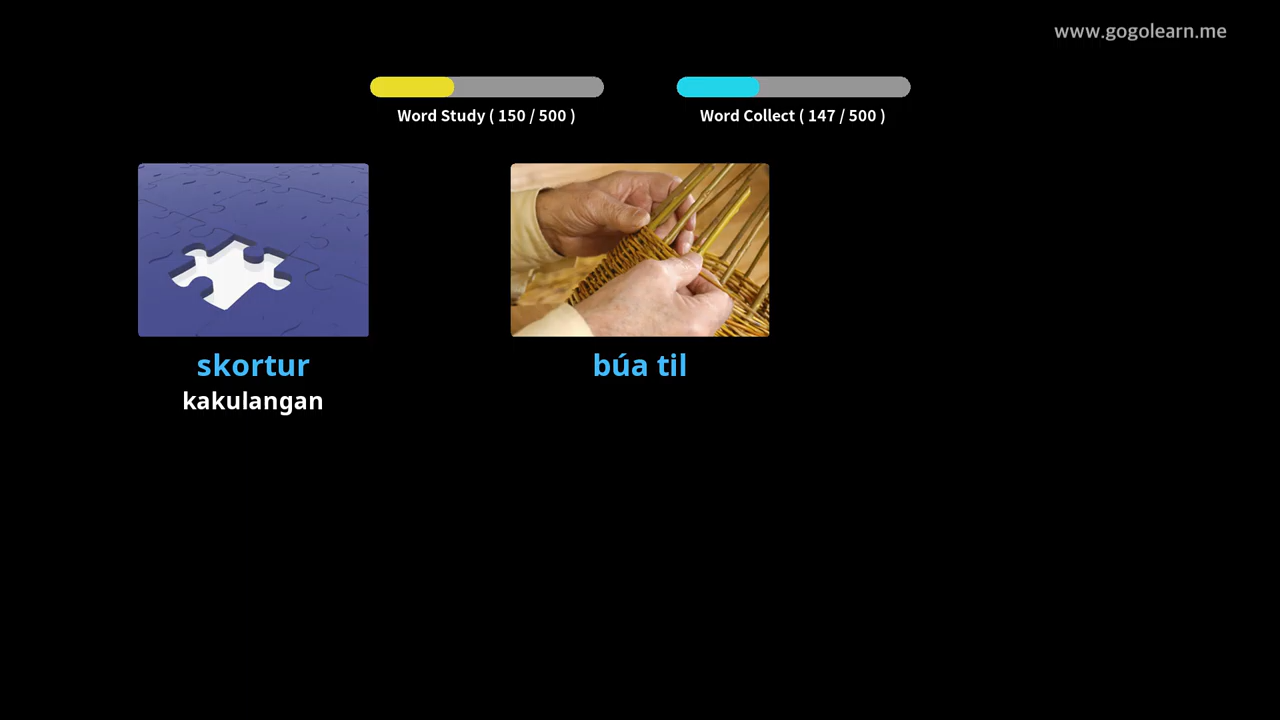 www.gogolearn.me
Word Study ( 150 / 500 )
Word Collect ( 147 / 500 )
skortur
kakulangan
búa til